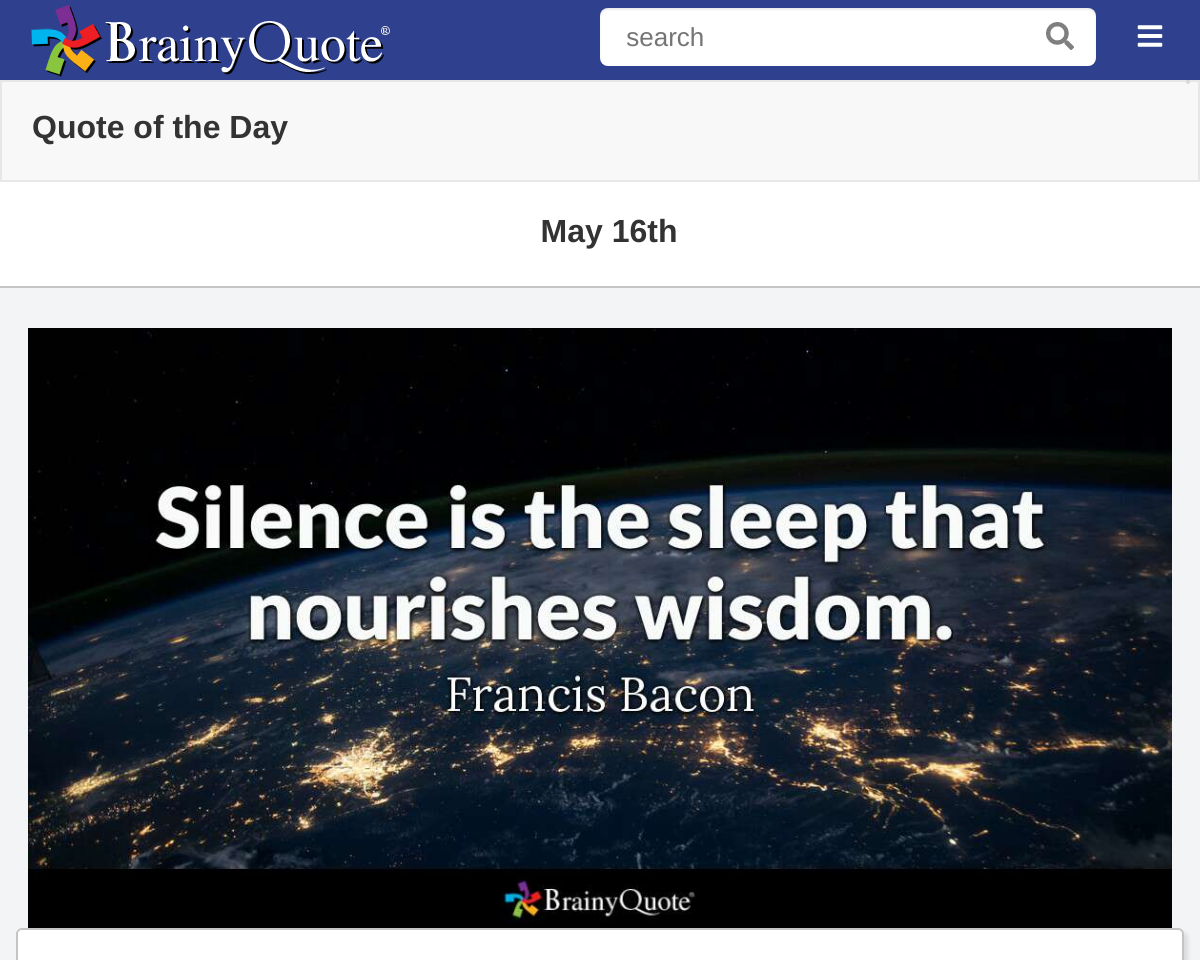 BrainyQuote®
search
Quote of the Day
May 16th
Silence is the sleep that
nourishes wisdom.
Francis Bacon
BrainyQuote®